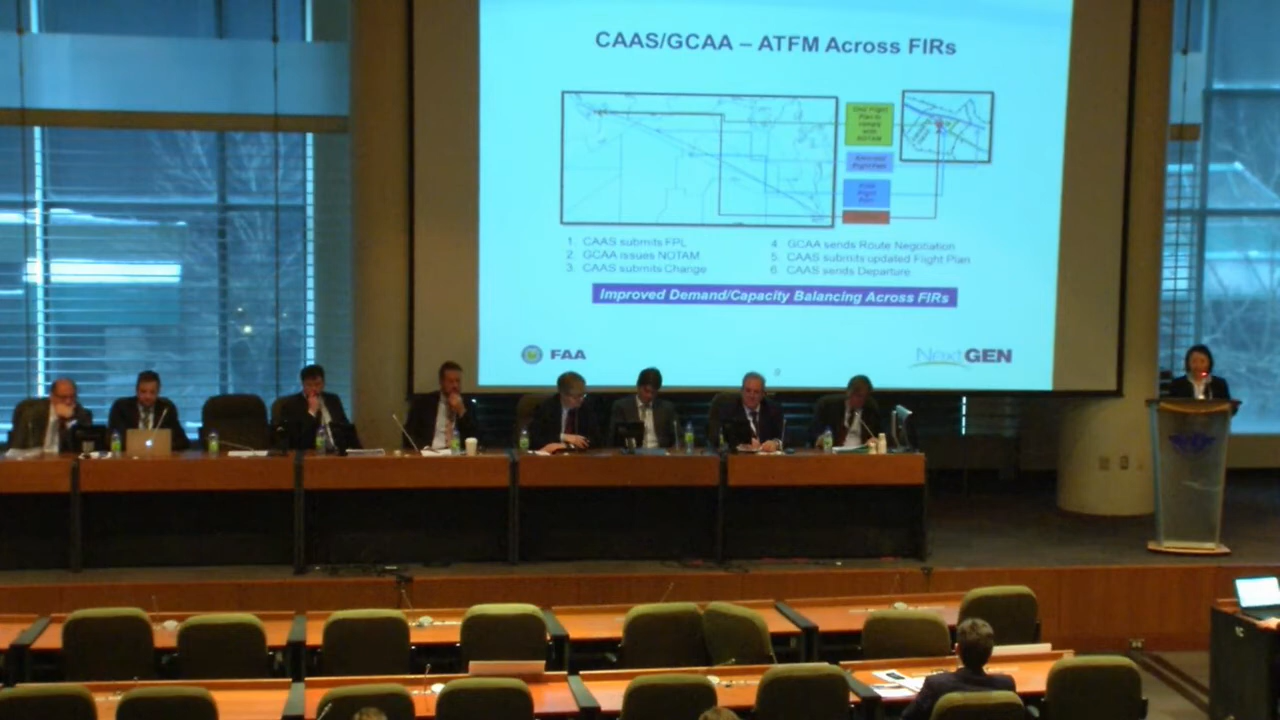 CAAS/GCAA – ATFM Across FIRs
1. CAAS submits FPL
2. GCAA issues NOTAM
3. CAAS submits Change
4 GCAA sends Route Negotiation
5. CAAS submits updated Flight Plan
6. CAAS sends Departure
Improved Demand/Capacity Balancing Across FIRs
FAA
NextGEN
9